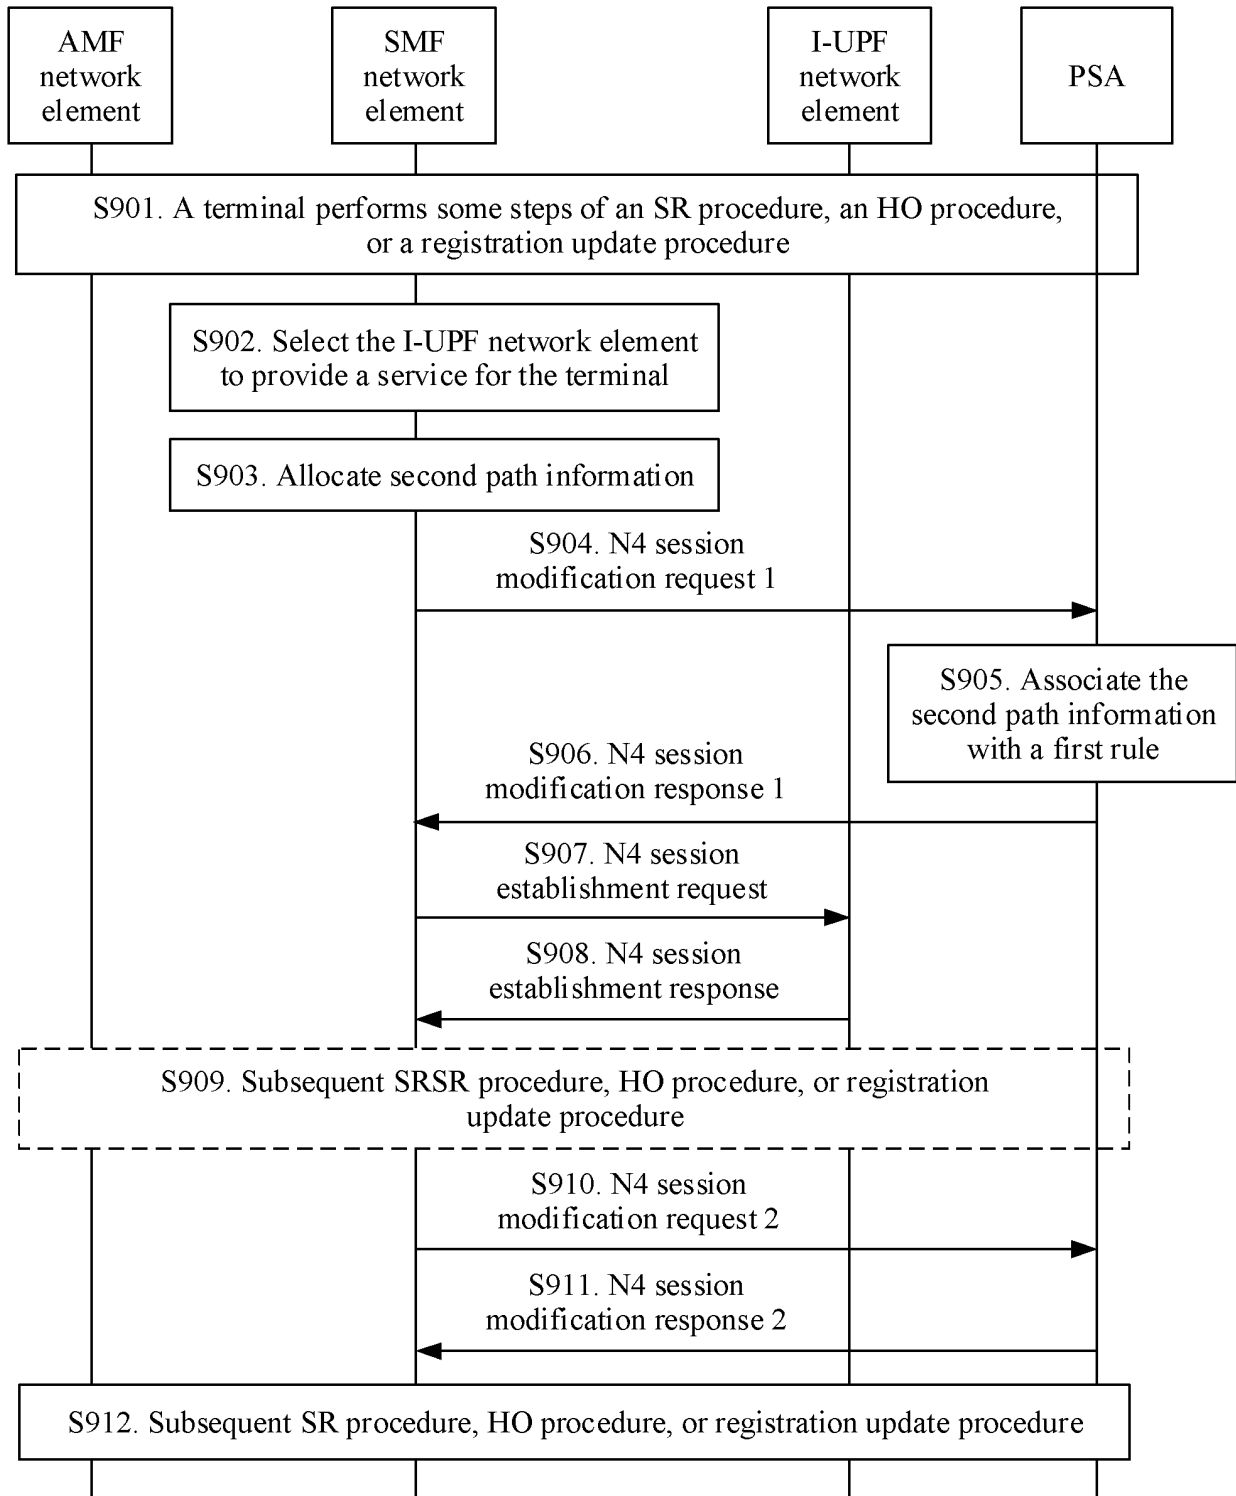 AMF
network
element
SMF
network
element
I-UPF
network
element
PSA
S901. A terminal performs some steps of an SR procedure, an HO procedure,
or a registration update procedure
S902. Select the I-UPF network element
to provide a service for the terminal
S903. Allocate second path information
S904. N4 session
modification request 1
S905. Associate the
second path information
with a first rule
S906. N4 session
modification response 1
S907. N4 session
establishment request
S908. N4 session
establishment response
S909. Subsequent SRSR procedure, HO procedure, or registration
update procedure
S910. N4 session
modification request 2
S911. N4 session
modification response 2
S912. Subsequent SR procedure, HO procedure, or registration update procedure